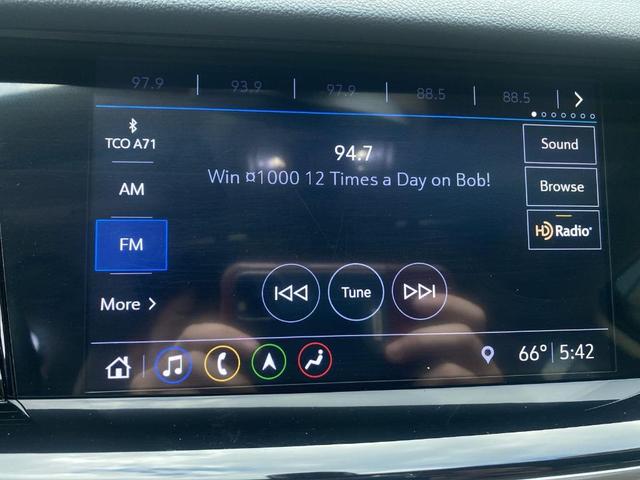 97.9 93.9 97.9 88.5 88.5
TCO A71
AM
FM
More
94.7
Win ¤1000 12 Times a Day on Bob!
Sound
Browse
HD Radio
Tune
66° 5:42